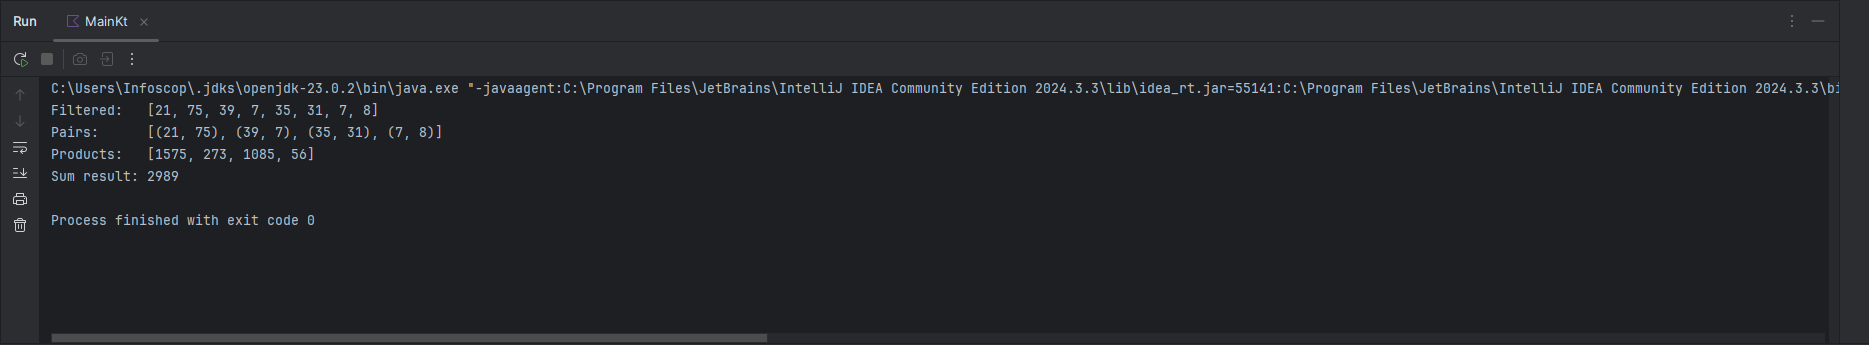 Run MainKt
C:\Users\Infoscop\.jdks\openjdk-23.0.2\bin\java.exe "-javaagent:C:\Program Files\JetBrains\IntelliJ IDEA Community Edition 2024.3.3\lib\idea_rt.jar=55141:C:\Program Files\JetBrains\IntelliJ IDEA Community Edition 2024.3.3\bi
Filtered:   [21, 75, 39, 7, 35, 31, 7, 8]
Pairs:      [(21, 75), (39, 7), (35, 31), (7, 8)]
Products:   [1575, 273, 1085, 56]
Sum result: 2989
Process finished with exit code 0